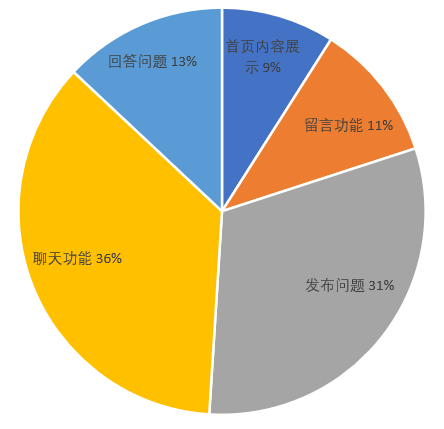 首页内容展
示 9%
回答问题 13%
留言功能 11%
聊天功能 36%
发布问题 31%